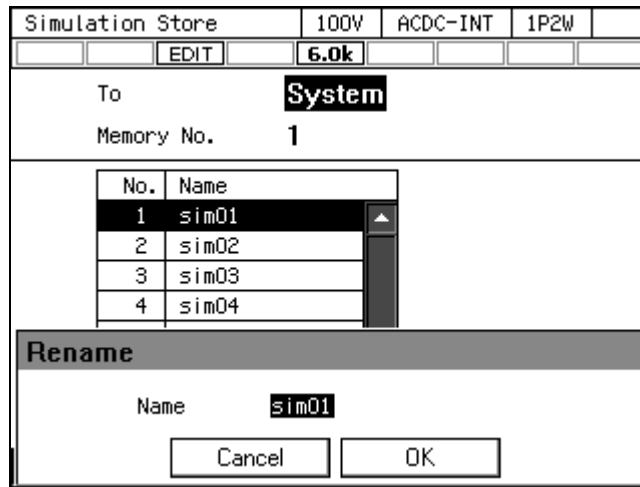 Simulation Store 100V ACDC-INT 1P2W
EDIT 6.0k
To System
Memory No. 1
No. Name
1 sim01
2 sim02
3 sim03
4 sim04
Rename
Name sim01
Cancel OK